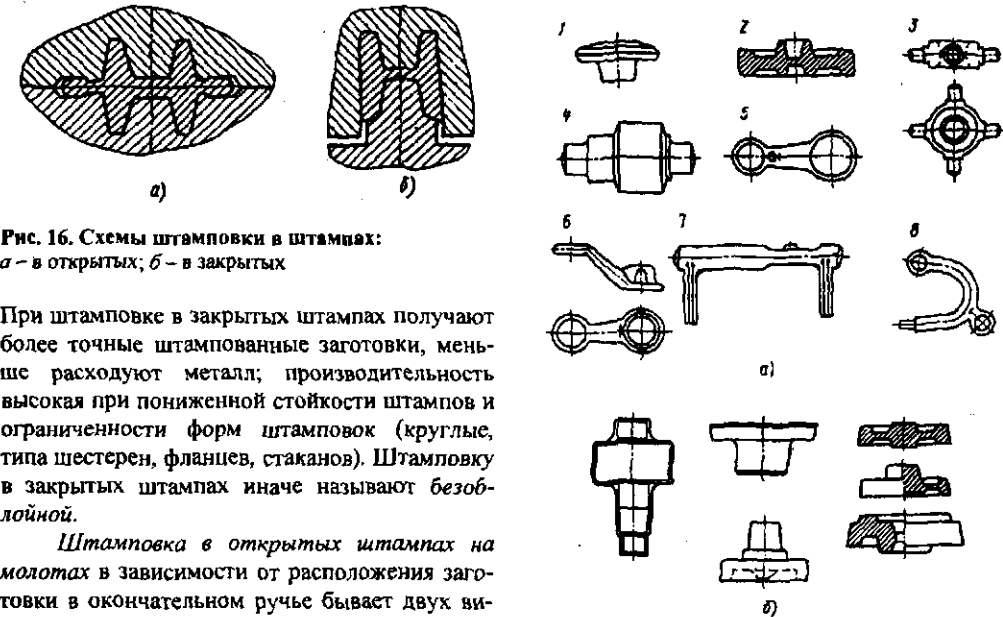 а)
б)
Рис. 16. Схемы штамповки в штампах:
а – в открытых; б – в закрытых
При штамповке в закрытых штампах получают
более точные штампованные заготовки, мень-
ше расходуют металл; производительность
высокая при пониженной стойкости штампов и
ограниченности форм штамповок (круглые,
типа шестерен, фланцев, стаканов). Штамповку
в закрытых штампах иначе называют безоб-
лойной.
Штамповка в открытых штампах на
молотах в зависимости от расположения заго-
товки в окончательном ручье бывает двух ви-
1
2
3
4
5
6
7
8
а)
б)